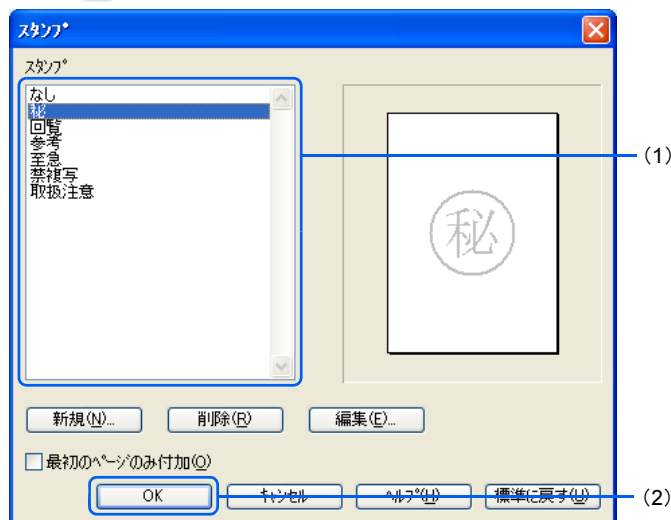 スタンプ
スタンプ
なし
秘
回覧
参考
至急
禁複写
取扱注意
(1)
秘
新規(N)... 削除(R) 編集(E)...
最初のページのみ付加(O)
OK キャンセル ヘルプ(H) 標準に戻す(U)
(2)